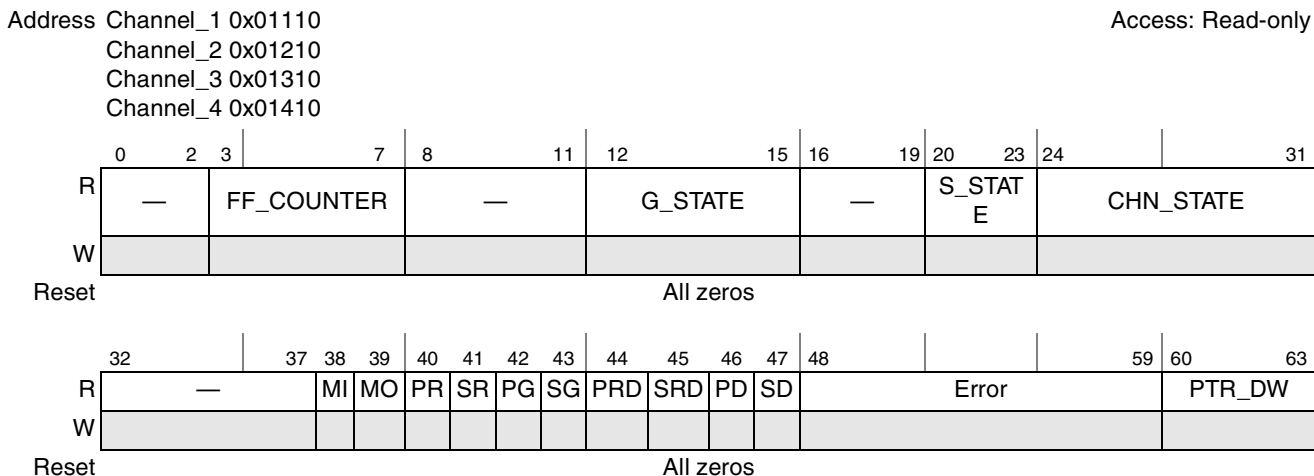 Address Channel_1 0x01110 Access: Read-only
Channel_2 0x01210
Channel_3 0x01310
Channel_4 0x01410
0 2 3 7 8 11 12 15 16 19 20 23 24 31
R — FF_COUNTER — G_STATE — S_STAT CHN_STATE
E
W
Reset All zeros
32 37 38 39 40 41 42 43 44 45 46 47 48 59 60 63
R — MI MO PR SR PG SG PRD SRD PD SD Error PTR_DW
W
Reset All zeros